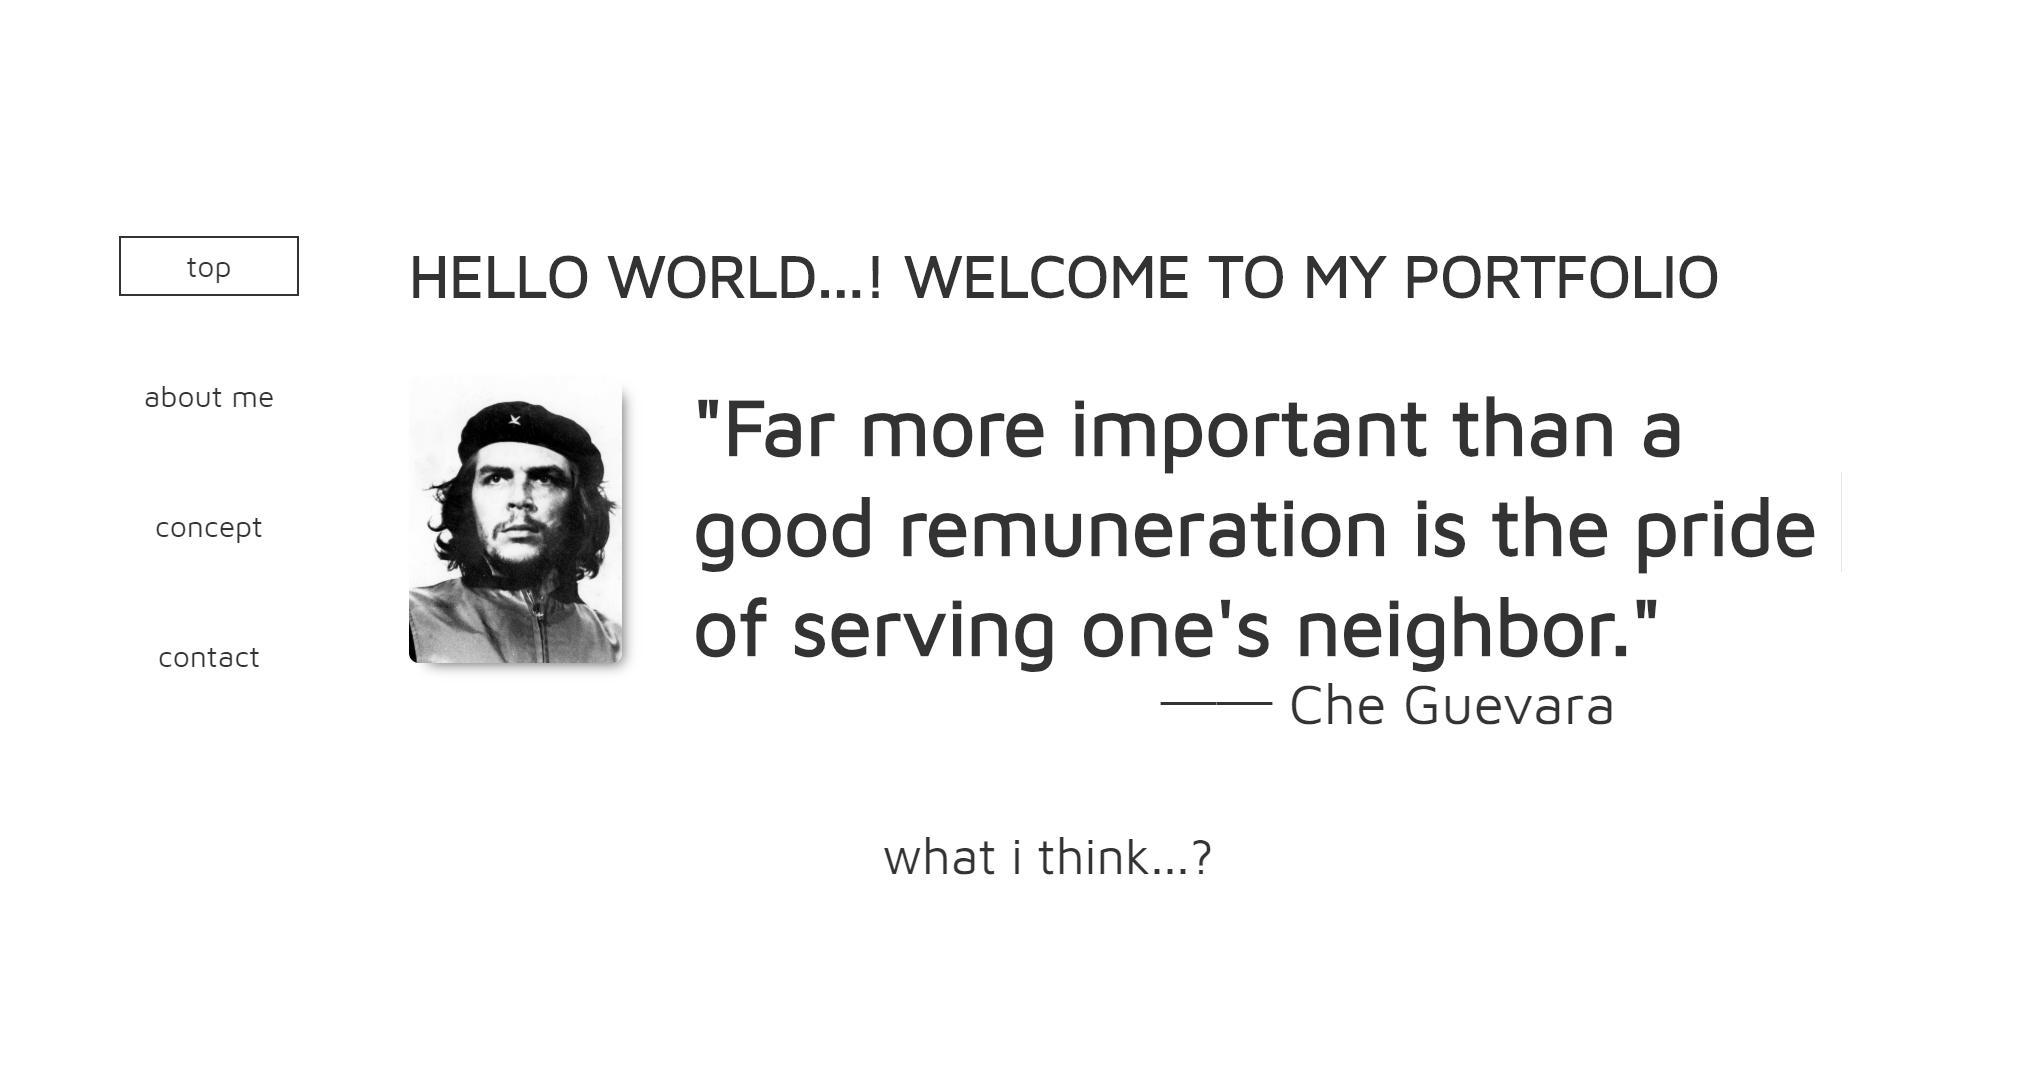 top
HELLO WORLD...! WELCOME TO MY PORTFOLIO
about me
concept
contact
"Far more important than a
good remuneration is the pride
of serving one's neighbor."
—— Che Guevara
what i think...?